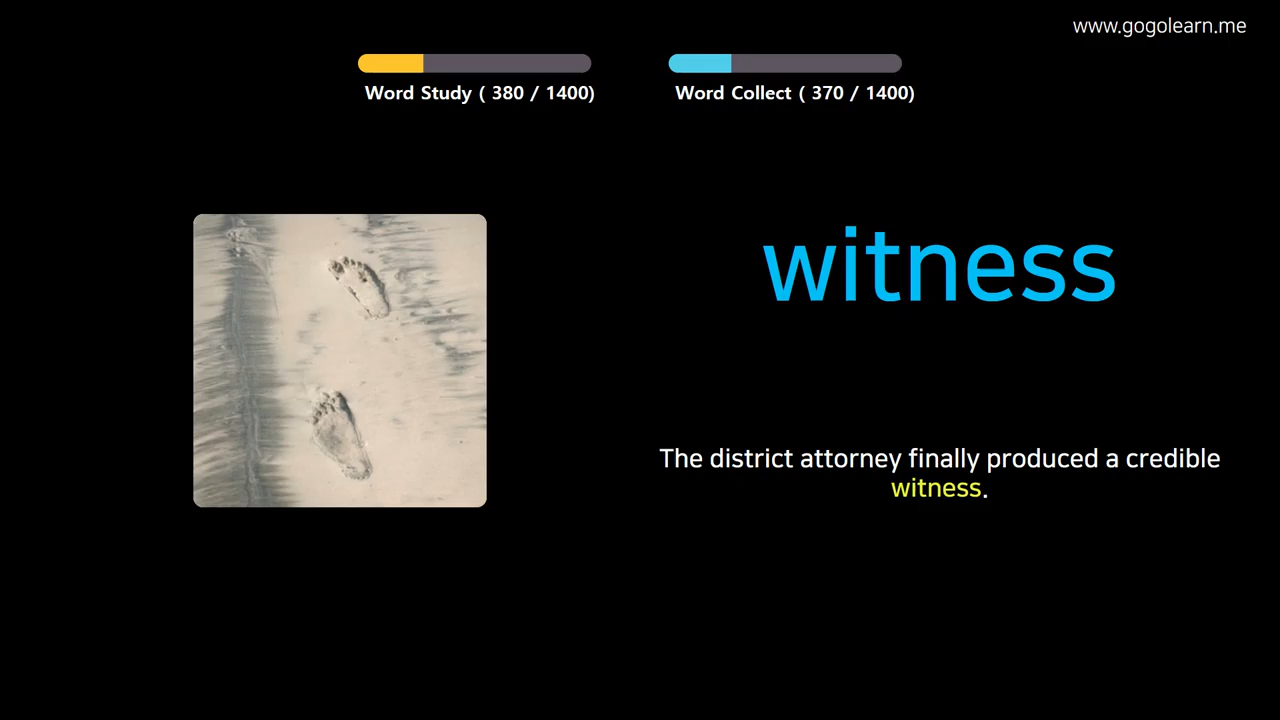 www.gogolearn.me
Word Study ( 380 / 1400)
Word Collect ( 370 / 1400)
witness
The district attorney finally produced a credible
witness.